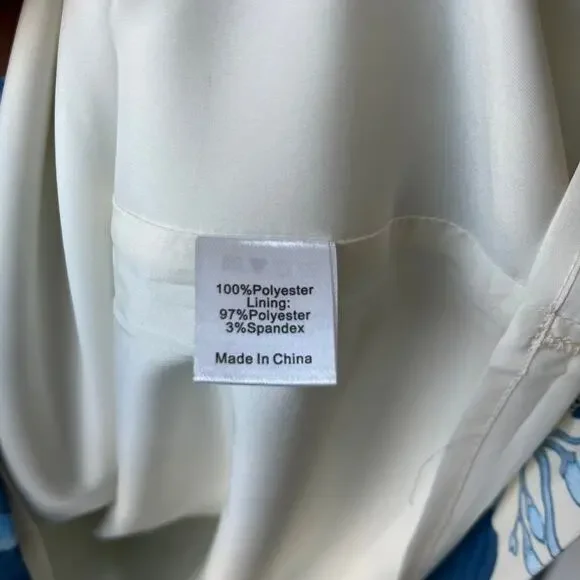 100%Polyester
Lining:
97%Polyester
3%Spandex
Made In China